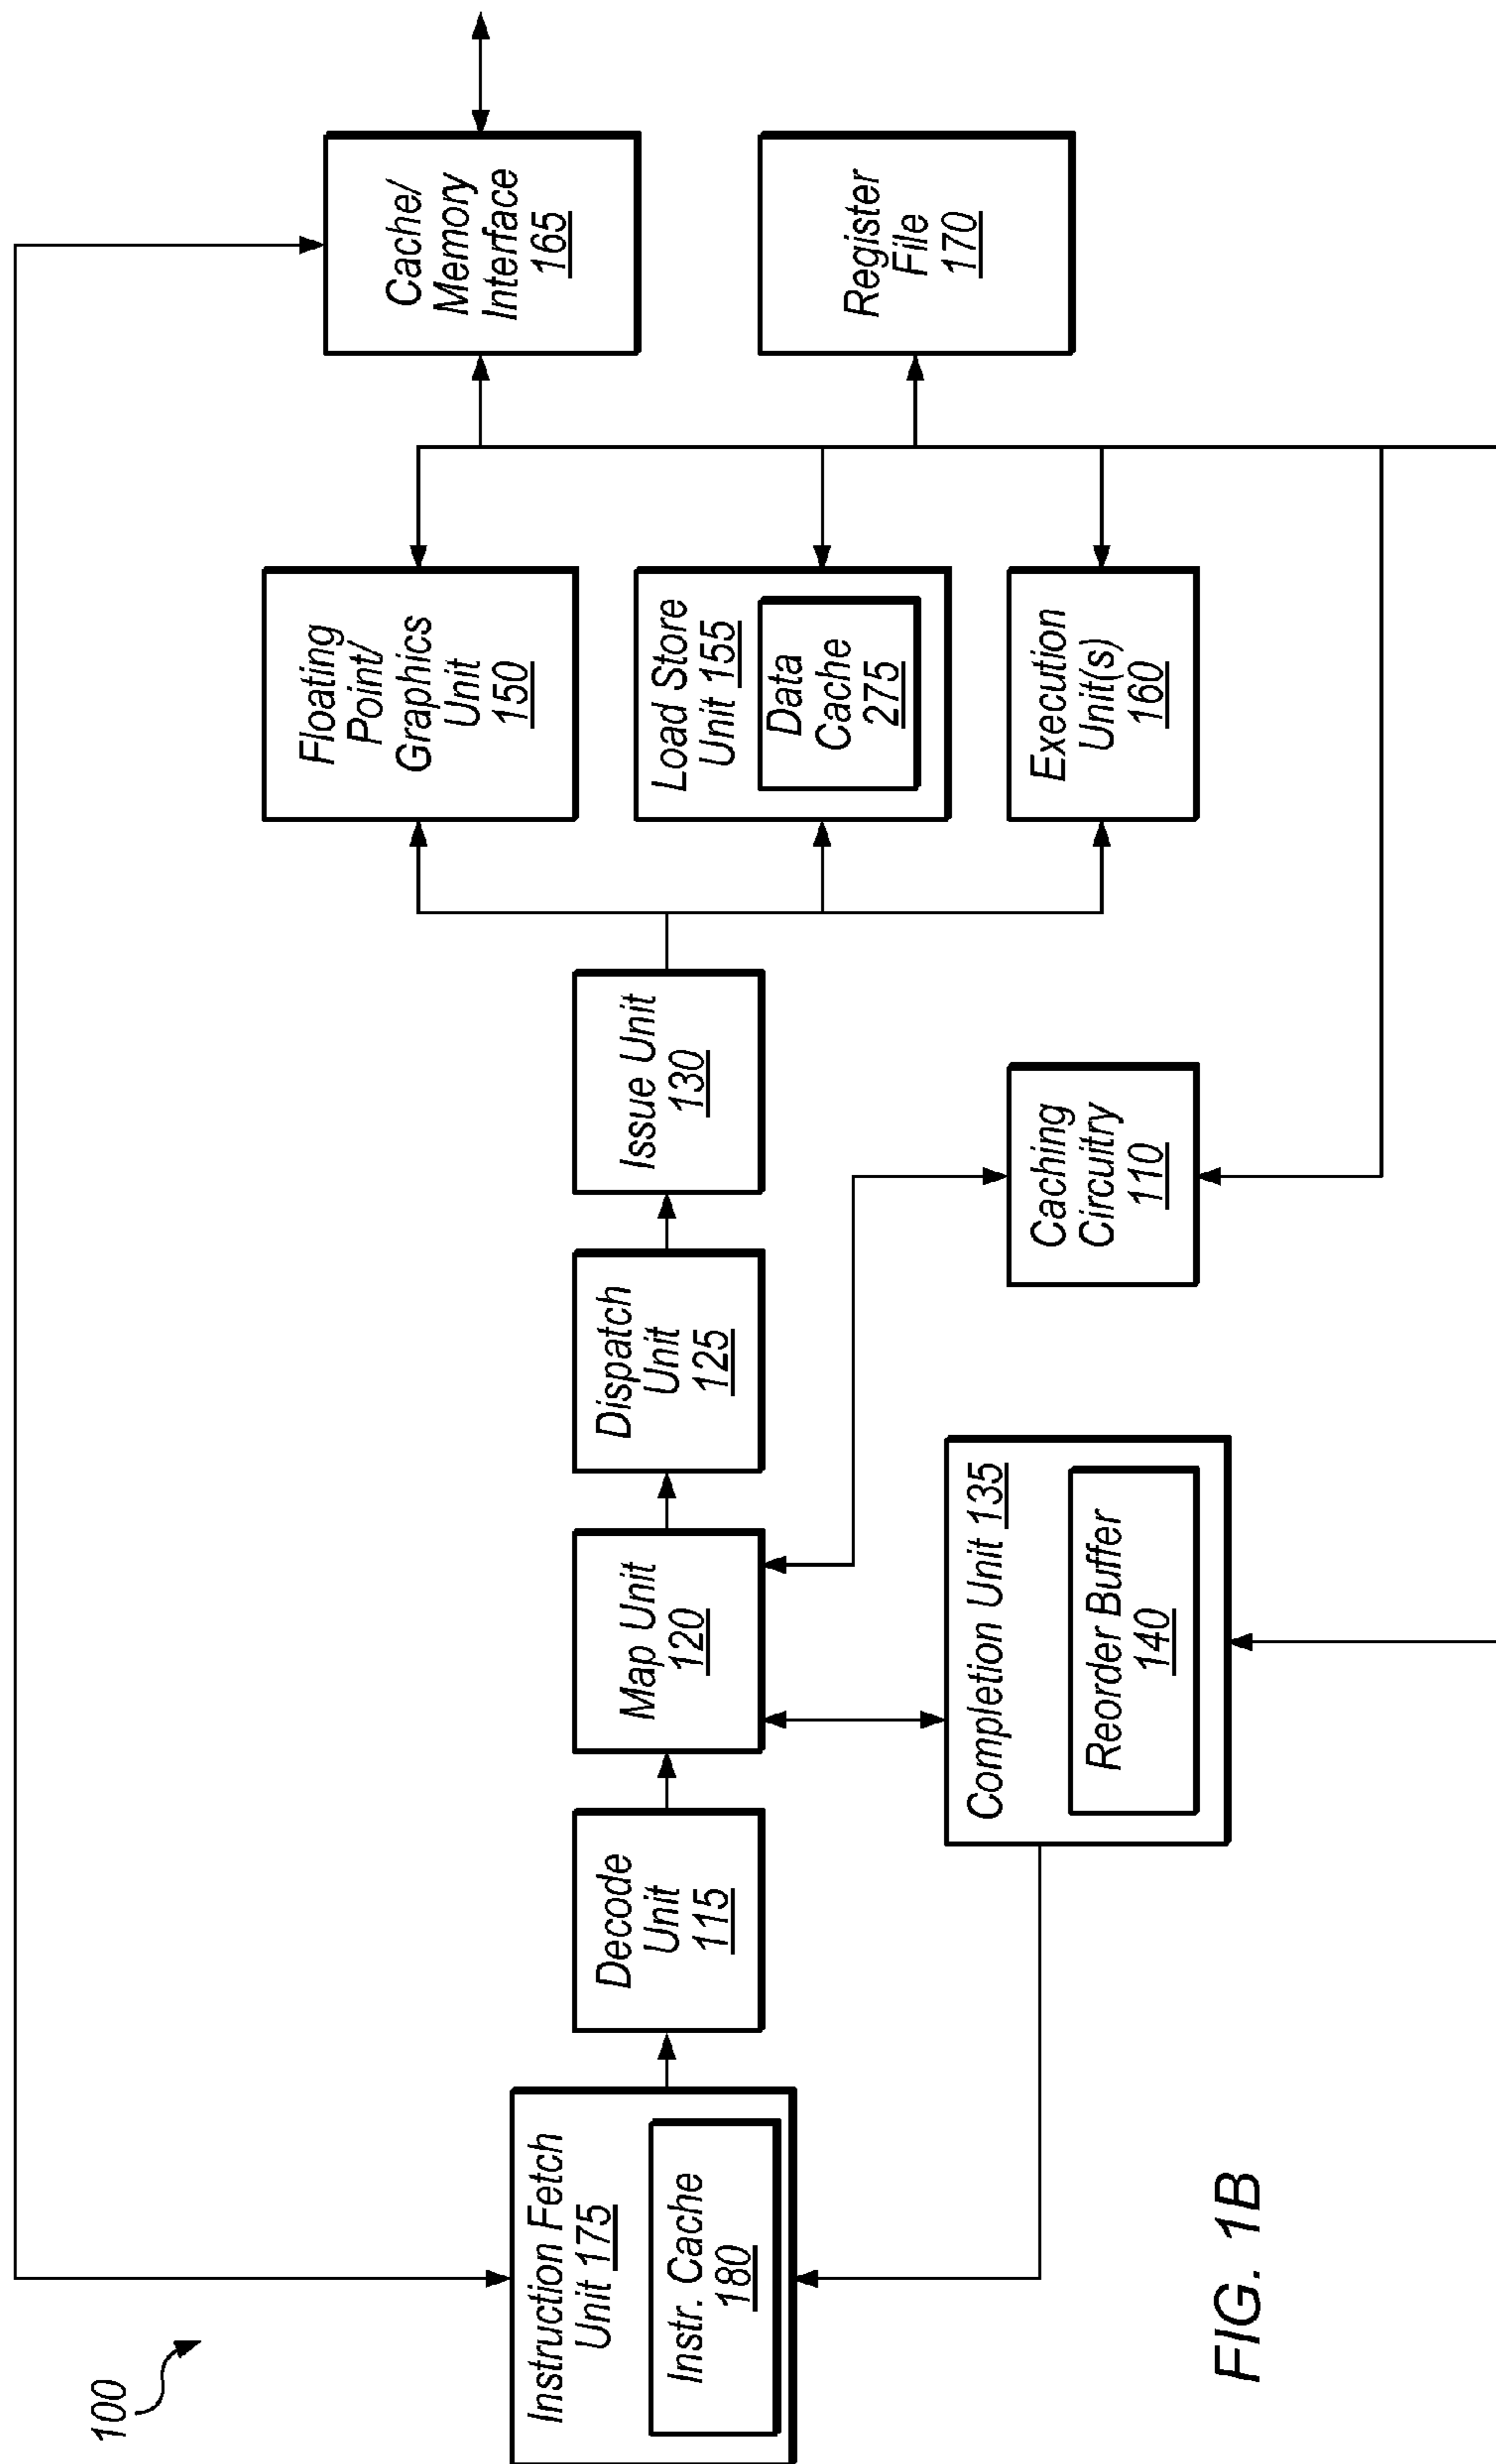 100
Instruction Fetch
Unit 175
Instr. Cache
180
Decode
Unit
115
Map Unit
120
Dispatch
Unit
125
Issue Unit
130
Completion Unit 135
Reorder Buffer
140
Caching
Circuitry
110
Floating
Point/
Graphics
Unit
150
Load Store
Unit 155
Data
Cache
275
Execution
Unit(s)
160
Cache/
Memory
Interface
165
Register
File
170
FIG. 1B